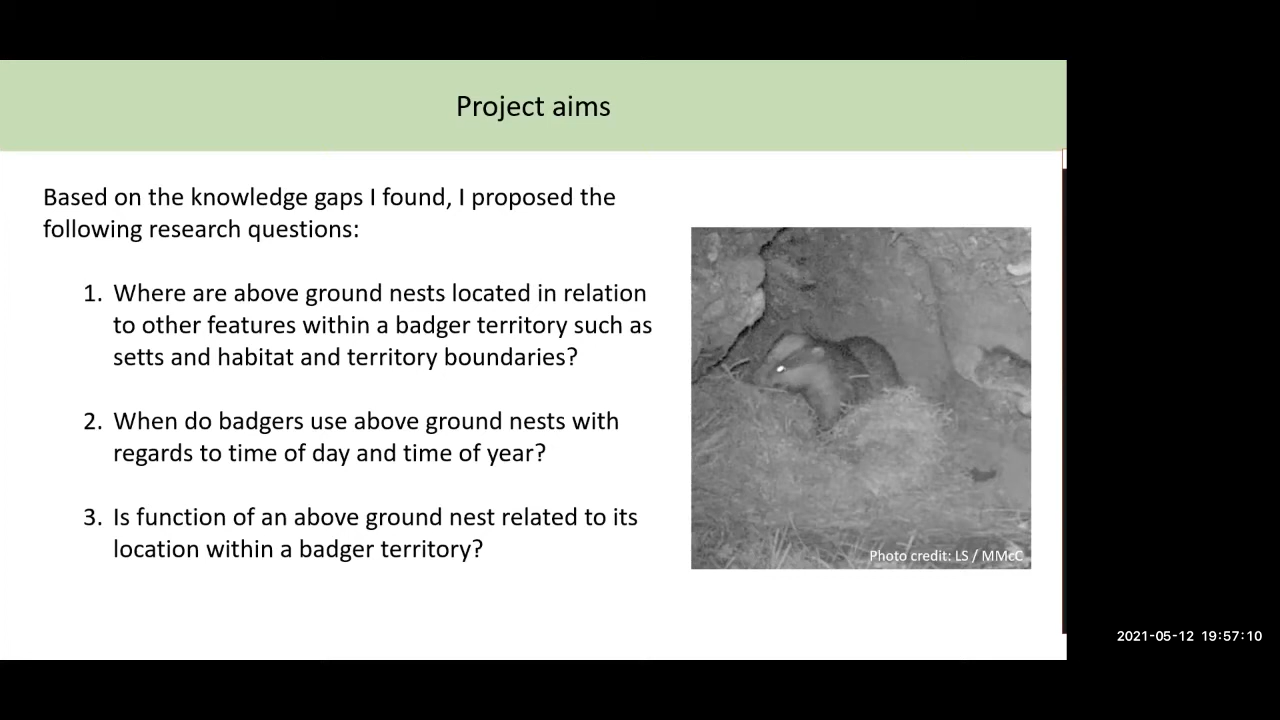 Project aims
Based on the knowledge gaps I found, I proposed the
following research questions:
1. Where are above ground nests located in relation
to other features within a badger territory such as
setts and habitat and territory boundaries?
2. When do badgers use above ground nests with
regards to time of day and time of year?
3. Is function of an above ground nest related to its
location within a badger territory?
Photo credit: LS / MMcC
2021-05-12 19:57:10